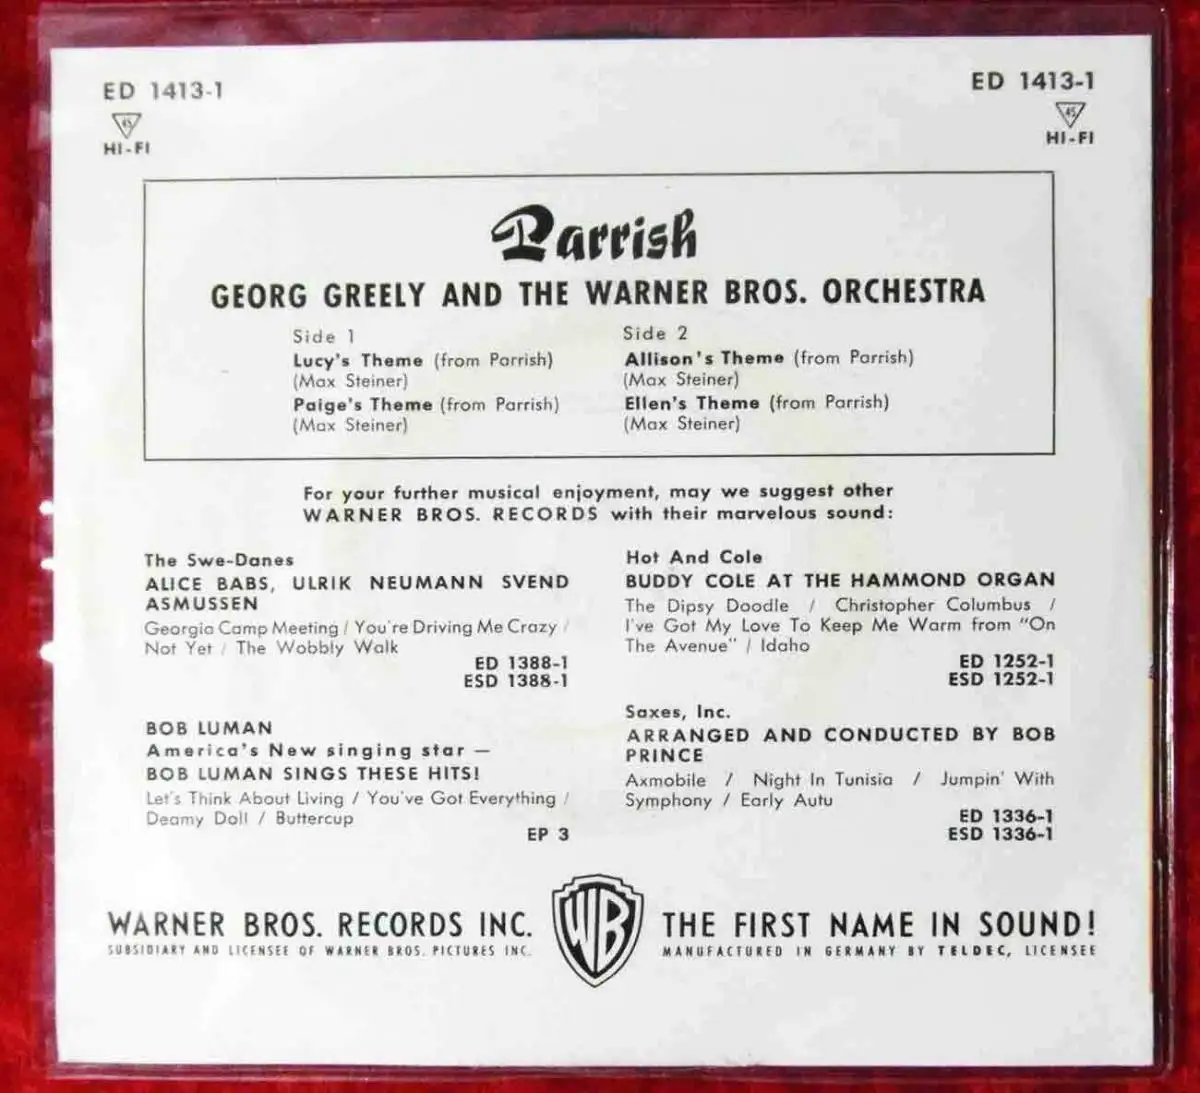 ED 1413-1
45
HI-FI
ED 1413-1
45
HI-FI
Parrish
GEORG GREELY AND THE WARNER BROS. ORCHESTRA
Side 1
Lucy's Theme (from Parrish)
(Max Steiner)
Paige's Theme (from Parrish)
(Max Steiner)
Side 2
Allison's Theme (from Parrish)
(Max Steiner)
Ellen's Theme (from Parrish)
(Max Steiner)
For your further musical enjoyment, may we suggest other
WARNER BROS. RECORDS with their marvelous sound:
The Swe-Danes
ALICE BABS, ULRIK NEUMANN SVEND
ASMUSSEN
Georgia Camp Meeting / You're Driving Me Crazy /
Not Yet / The Wobbly Walk
ED 1388-1
ESD 1388-1
BOB LUMAN
America's New singing star —
BOB LUMAN SINGS THESE HITS!
Let's Think About Living / You've Got Everything /
Deamy Doll / Buttercup
EP 3
Hot And Cole
BUDDY COLE AT THE HAMMOND ORGAN
The Dipsy Doodle / Christopher Columbus /
I've Got My Love To Keep Me Warm from "On
The Avenue" / Idaho
ED 1252-1
ESD 1252-1
Saxes, Inc.
ARRANGED AND CONDUCTED BY BOB
PRINCE
Axmobile / Night In Tunisia / Jumpin' With
Symphony / Early Autu
ED 1336-1
ESD 1336-1
WARNER BROS. RECORDS INC.
SUBSIDIARY AND LICENSEE OF WARNER BROS. PICTURES INC.
WB
THE FIRST NAME IN SOUND!
MANUFACTURED IN GERMANY BY TELDEC, LICENSEE